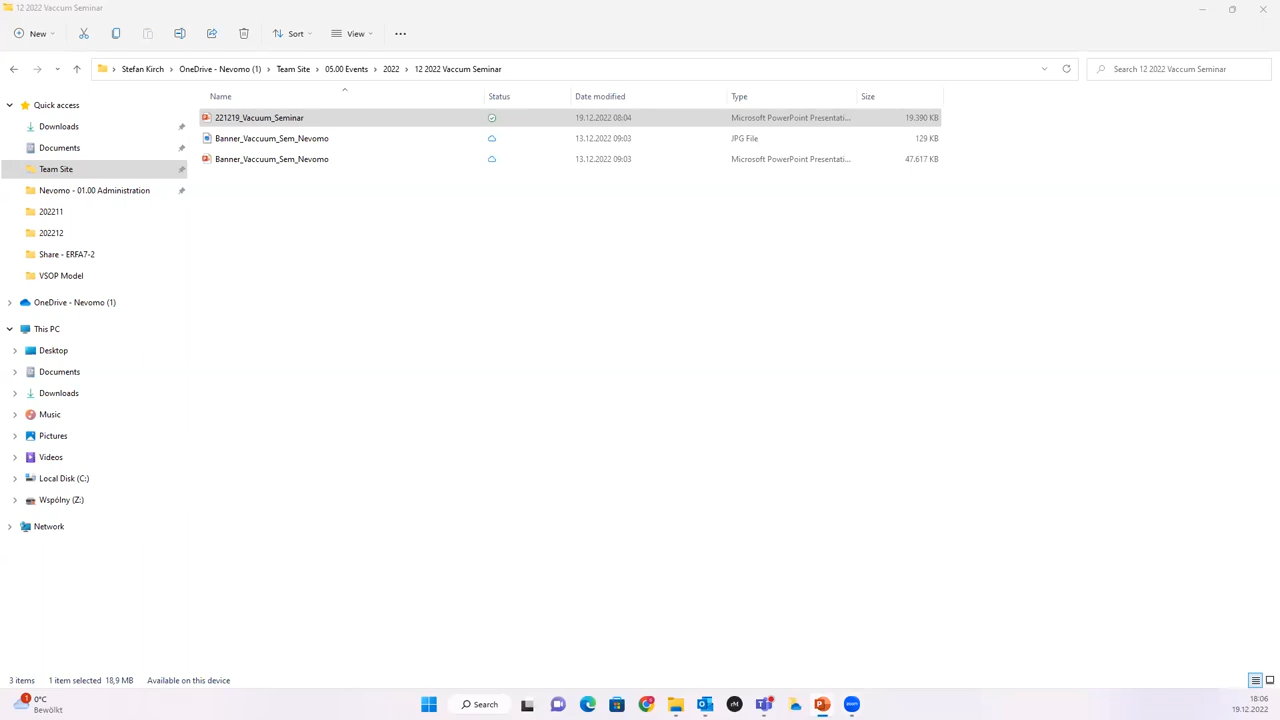 12 2022 Vaccum Seminar
New
Sort
View
Stefan Kirch > OneDrive - Nevomo (1) > Team Site > 05.00 Events > 2022 > 12 2022 Vaccum Seminar
Search 12 2022 Vaccum Seminar
Name Status Date modified Type Size
221219_Vacuum_Seminar 19.12.2022 08:04 Microsoft PowerPoint Presentati... 19.390 KB
Banner_Vaccuum_Sem_Nevomo 13.12.2022 09:03 JPG File 129 KB
Banner_Vaccuum_Sem_Nevomo 13.12.2022 09:03 Microsoft PowerPoint Presentati... 47.617 KB
Quick access
Downloads
Documents
Team Site
Nevomo - 01.00 Administration
202211
202212
Share - ERFA7-2
VSOP Model
OneDrive - Nevomo (1)
This PC
Desktop
Documents
Downloads
Music
Pictures
Videos
Local Disk (C:)
Wspólny (Z:)
Network
3 items 1 item selected 18,9 MB Available on this device
1
0°C
Bewölkt
Search
rM
zoom
18:06
19.12.2022